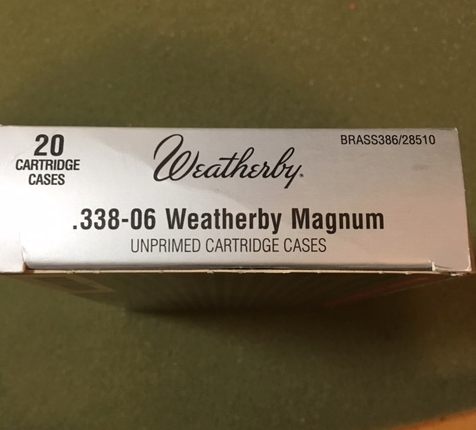 20
CARTRIDGE
CASES
Weatherby.
BRASS386/28510
.338-06 Weatherby Magnum
UNPRIMED CARTRIDGE CASES